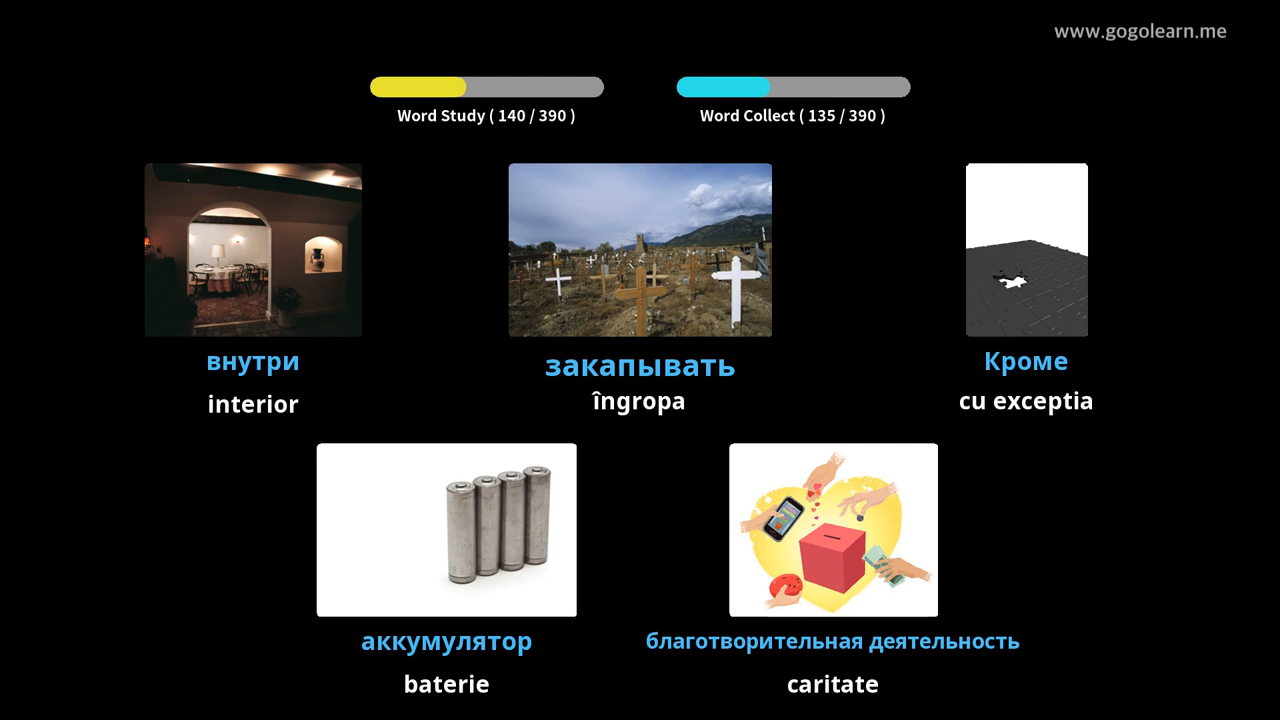 www.gogolearn.me
Word Study ( 140 / 390 )
Word Collect ( 135 / 390 )
внутри
interior
закапывать
îngropa
Кроме
cu exceptia
аккумулятор
baterie
благотворительная деятельность
caritate